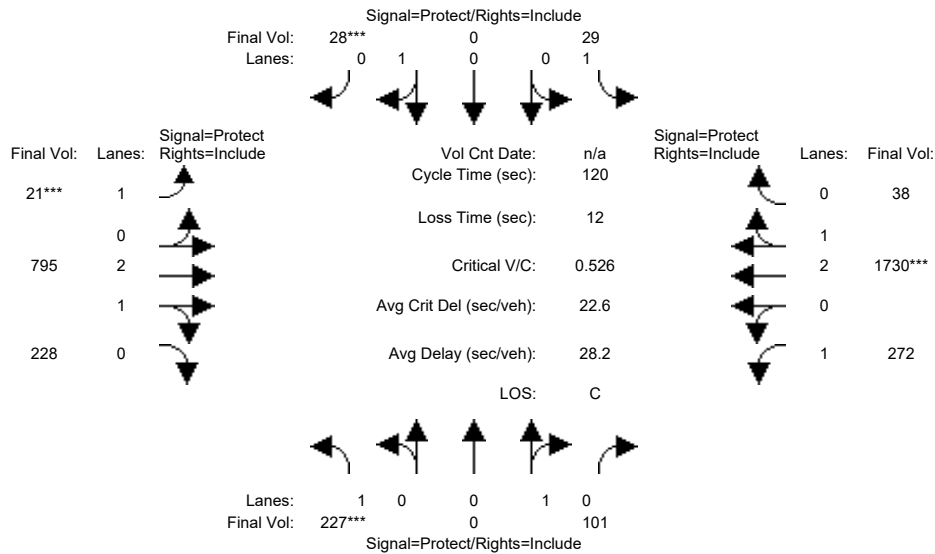 Signal=Protect/Rights=Include
Final Vol: 28*** 0 29
Lanes: 0 1 0 0 1
Signal=Protect
Final Vol: Lanes: Rights=Include
Vol Cnt Date: n/a
Signal=Protect
Rights=Include Lanes: Final Vol:
Cycle Time (sec): 120
21*** 1
0 38
Loss Time (sec): 12
0
1
795 2
Critical V/C: 0.526
2 1730***
1
Avg Crit Del (sec/veh): 22.6
0
228 0
Avg Delay (sec/veh): 28.2
1 272
LOS: C
Lanes: 1 0 0 1 0
Final Vol: 227*** 0 101
Signal=Protect/Rights=Include